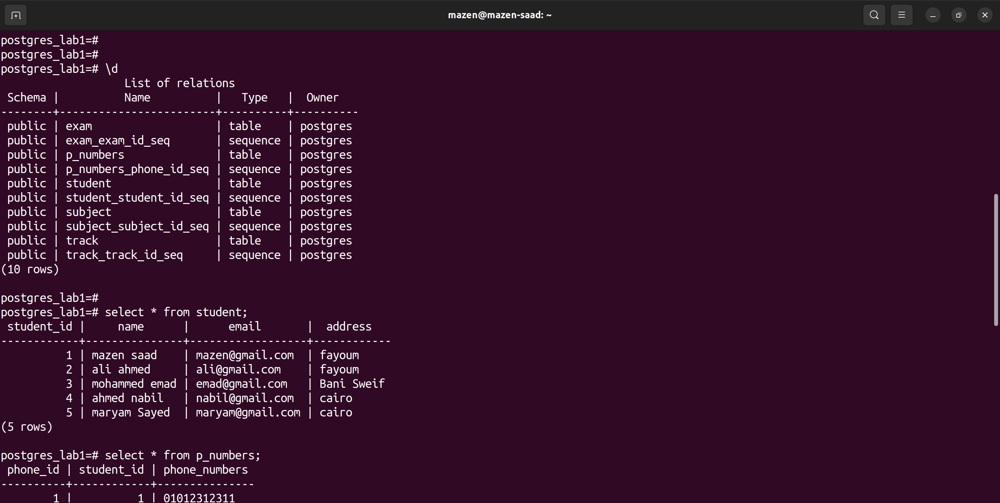 mazen@mazen-saad: ~
postgres_lab1=#
postgres_lab1=#
postgres_lab1=# \d
                   List of relations
 Schema |          Name          |   Type   |  Owner
--------+------------------------+----------+----------
 public | exam                   | table    | postgres
 public | exam_exam_id_seq       | sequence | postgres
 public | p_numbers              | table    | postgres
 public | p_numbers_phone_id_seq | sequence | postgres
 public | student                | table    | postgres
 public | student_student_id_seq | sequence | postgres
 public | subject                | table    | postgres
 public | subject_subject_id_seq | sequence | postgres
 public | track                  | table    | postgres
 public | track_track_id_seq     | sequence | postgres
(10 rows)
postgres_lab1=#
postgres_lab1=# select * from student;
 student_id |     name      |      email       |  address
------------+---------------+------------------+------------
          1 | mazen saad    | mazen@gmail.com  | fayoum
          2 | ali ahmed     | ali@gmail.com    | fayoum
          3 | mohammed emad | emad@gmail.com   | Bani Sweif
          4 | ahmed nabil   | nabil@gmail.com  | cairo
          5 | maryam Sayed  | maryam@gmail.com | cairo
(5 rows)
postgres_lab1=# select * from p_numbers;
 phone_id | student_id | phone_numbers
----------+------------+---------------
        1 |          1 | 01012312311